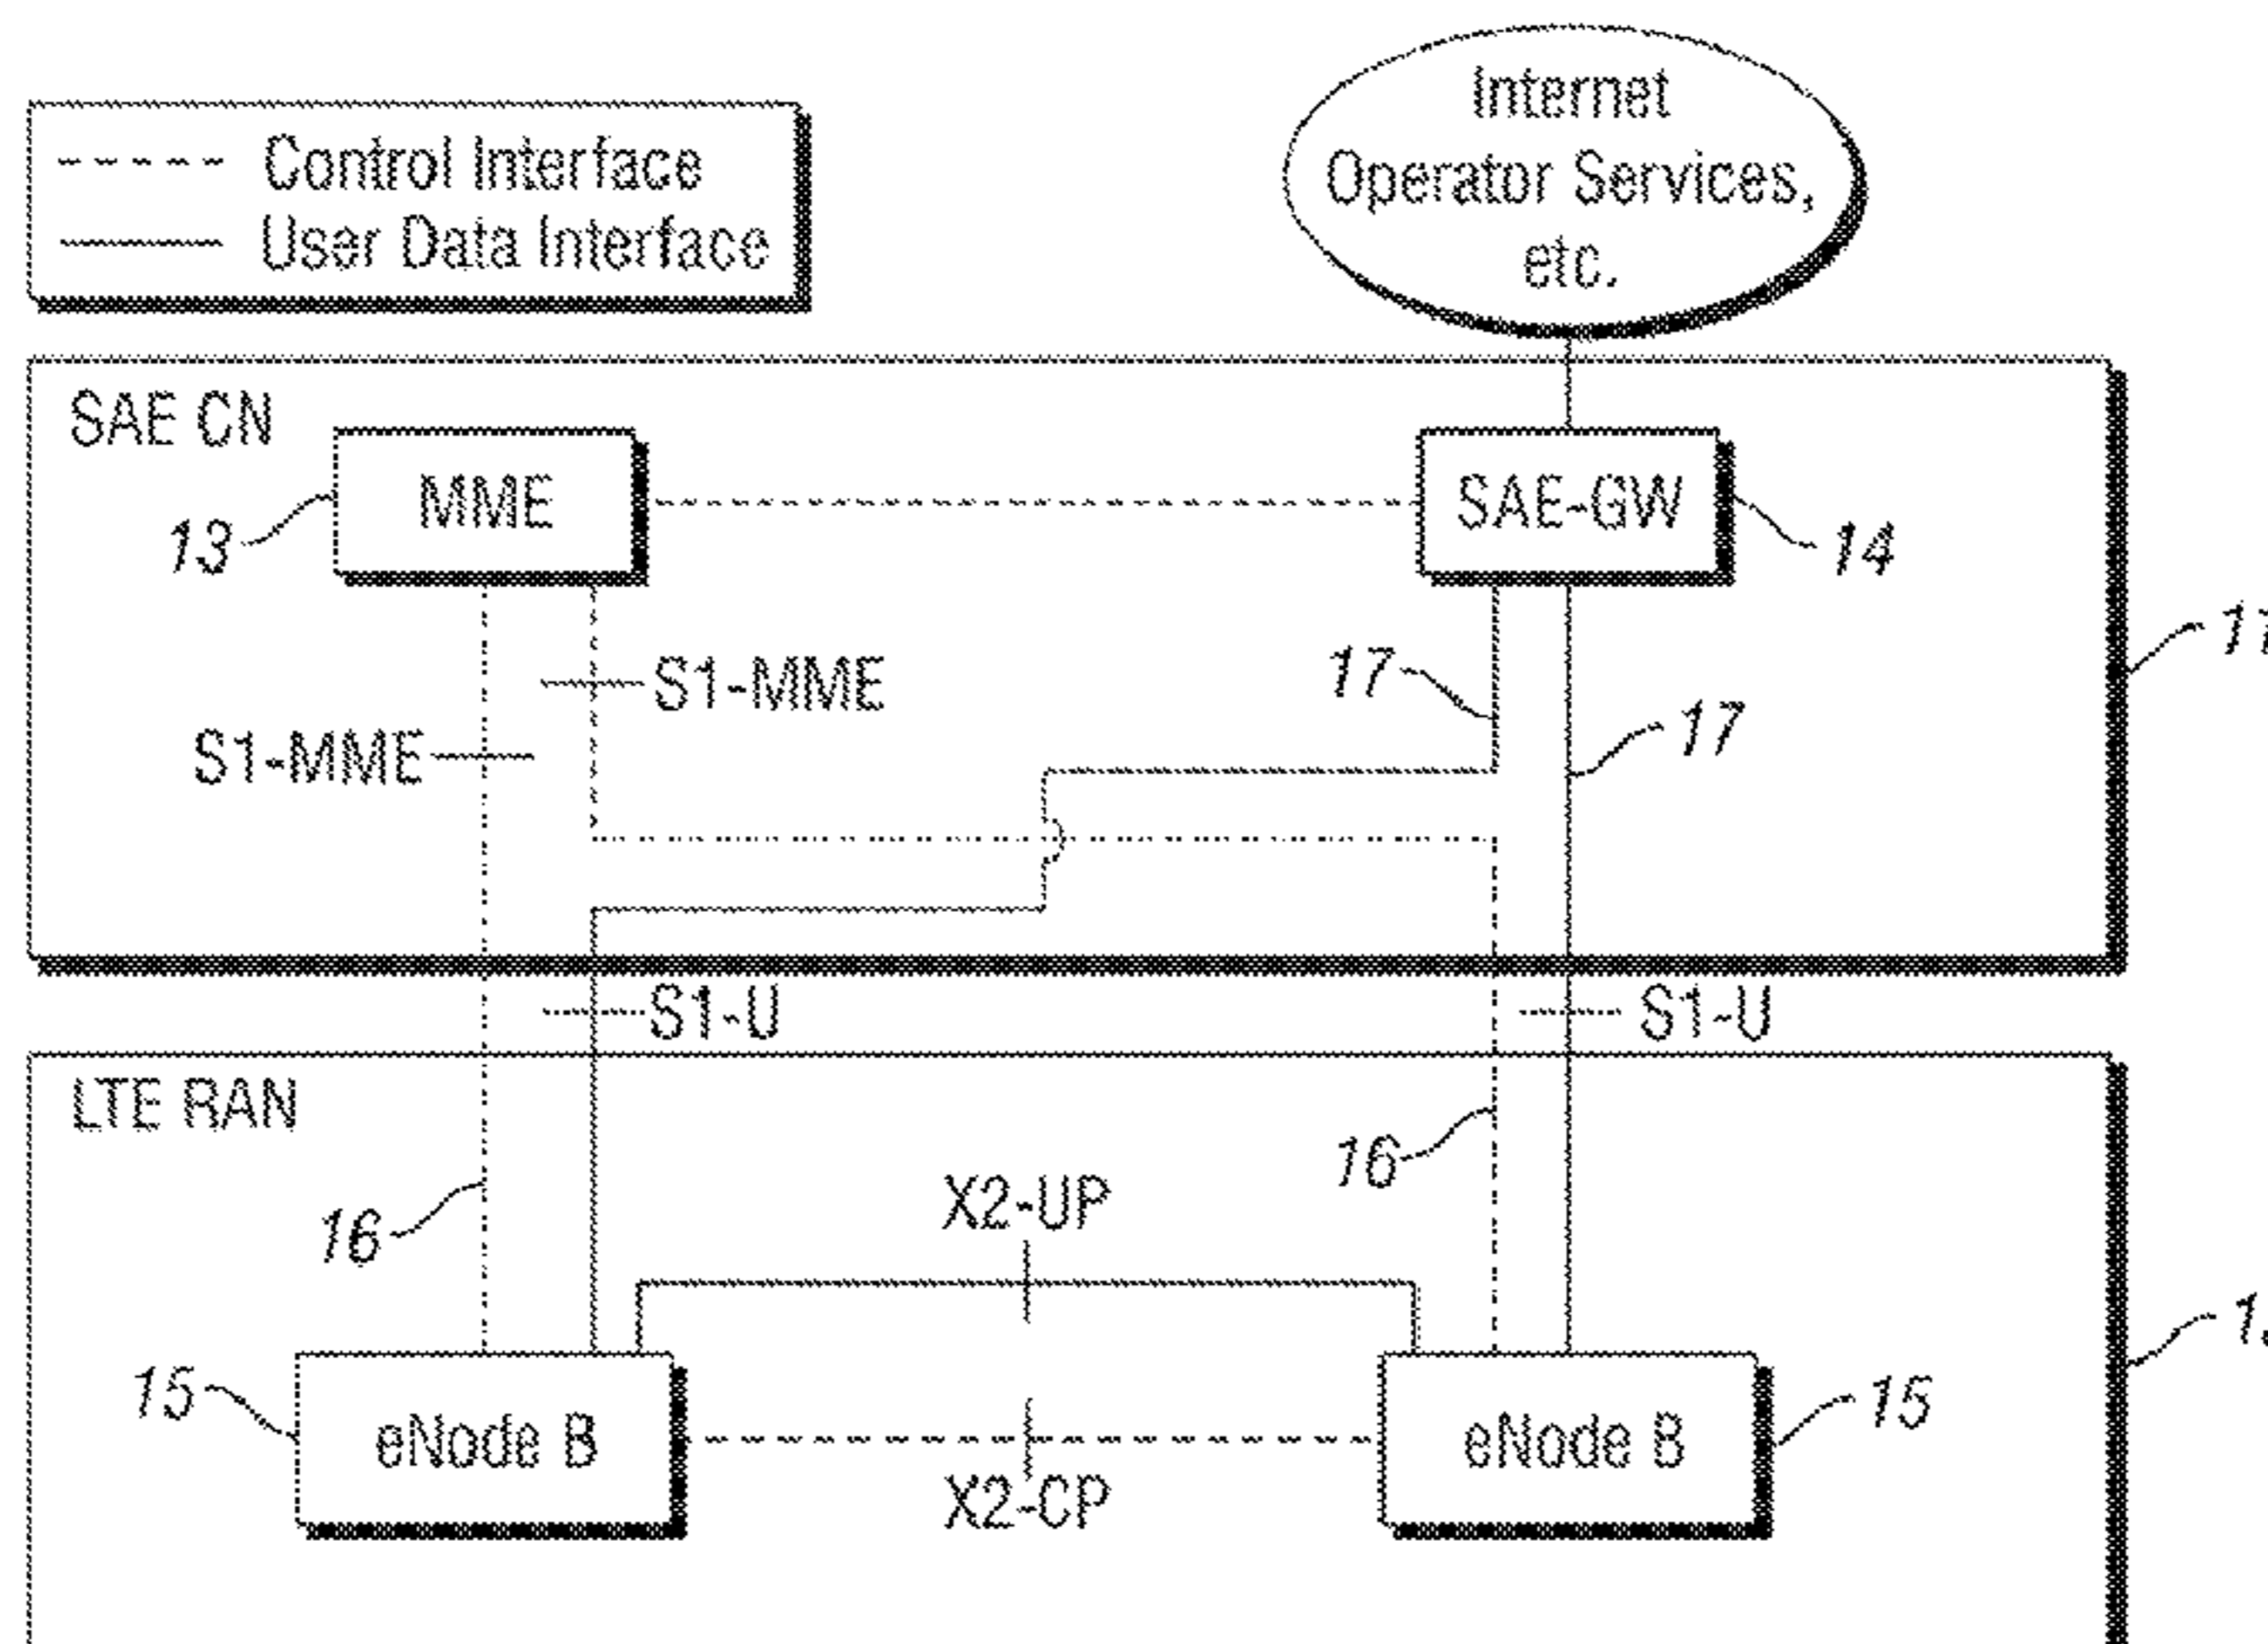 Internet
Operator Services,
etc.
Control Interface
User Data Interface
SAE CN
MME
SAE-GW
13
14
11
S1-MME
17
S1-MME
17
S1-U
S1-U
LTE RAN
16
16
X2-UP
15
eNode B
eNode B
15
X2-CP